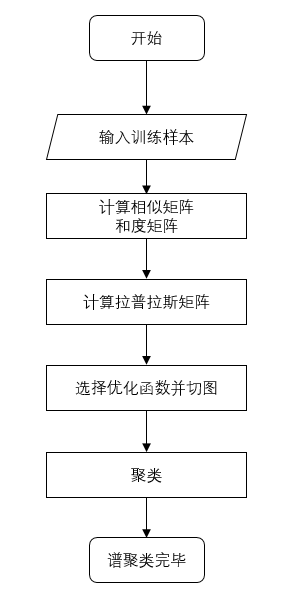 开始
输入训练样本
计算相似矩阵
和度矩阵
计算拉普拉斯矩阵
选择优化函数并切图
聚类
谱聚类完毕